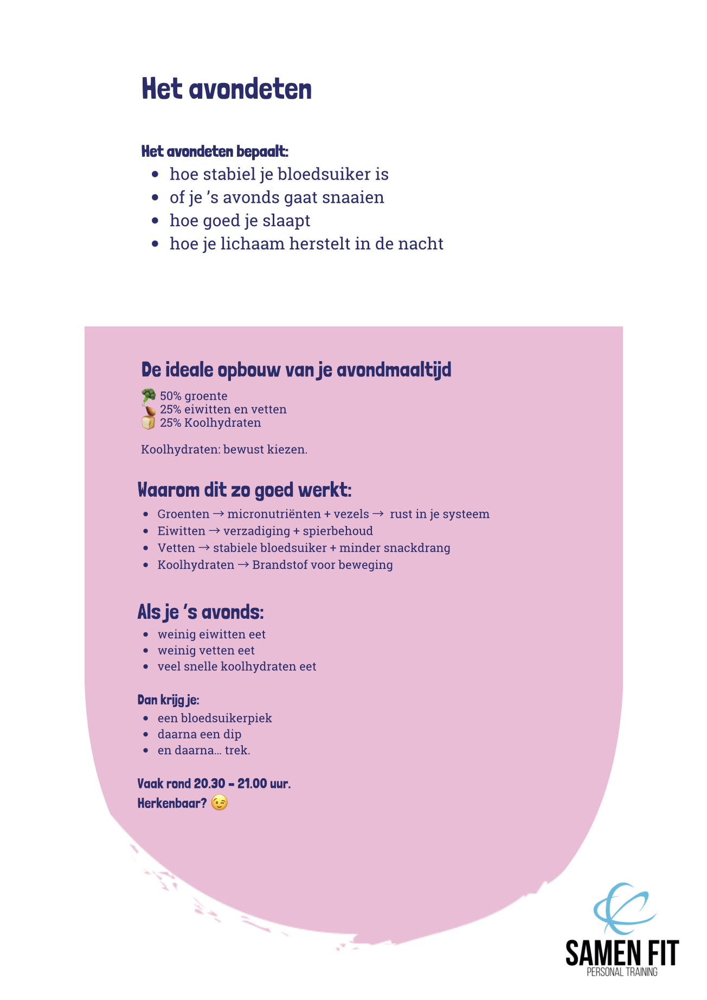 Het avondeten
Het avondeten bepaalt:
• hoe stabiel je bloedsuiker is
• of je ’s avonds gaat snaaien
• hoe goed je slaapt
• hoe je lichaam herstelt in de nacht
De ideale opbouw van je avondmaaltijd
🥦 50% groente
🍗 25% eiwitten en vetten
🍞 25% Koolhydraten
Koolhydraten: bewust kiezen.
Waarom dit zo goed werkt:
• Groenten → micronutriënten + vezels → rust in je systeem
• Eiwitten → verzadiging + spierbehoud
• Vetten → stabiele bloedsuiker + minder snackdrang
• Koolhydraten → Brandstof voor beweging
Als je ’s avonds:
• weinig eiwitten eet
• weinig vetten eet
• veel snelle koolhydraten eet
Dan krijg je:
• een bloedsuikerpiek
• daarna een dip
• en daarna... trek.
Vaak rond 20.30 – 21.00 uur.
Herkenbaar? 😉
SAMEN FIT
PERSONAL TRAINING